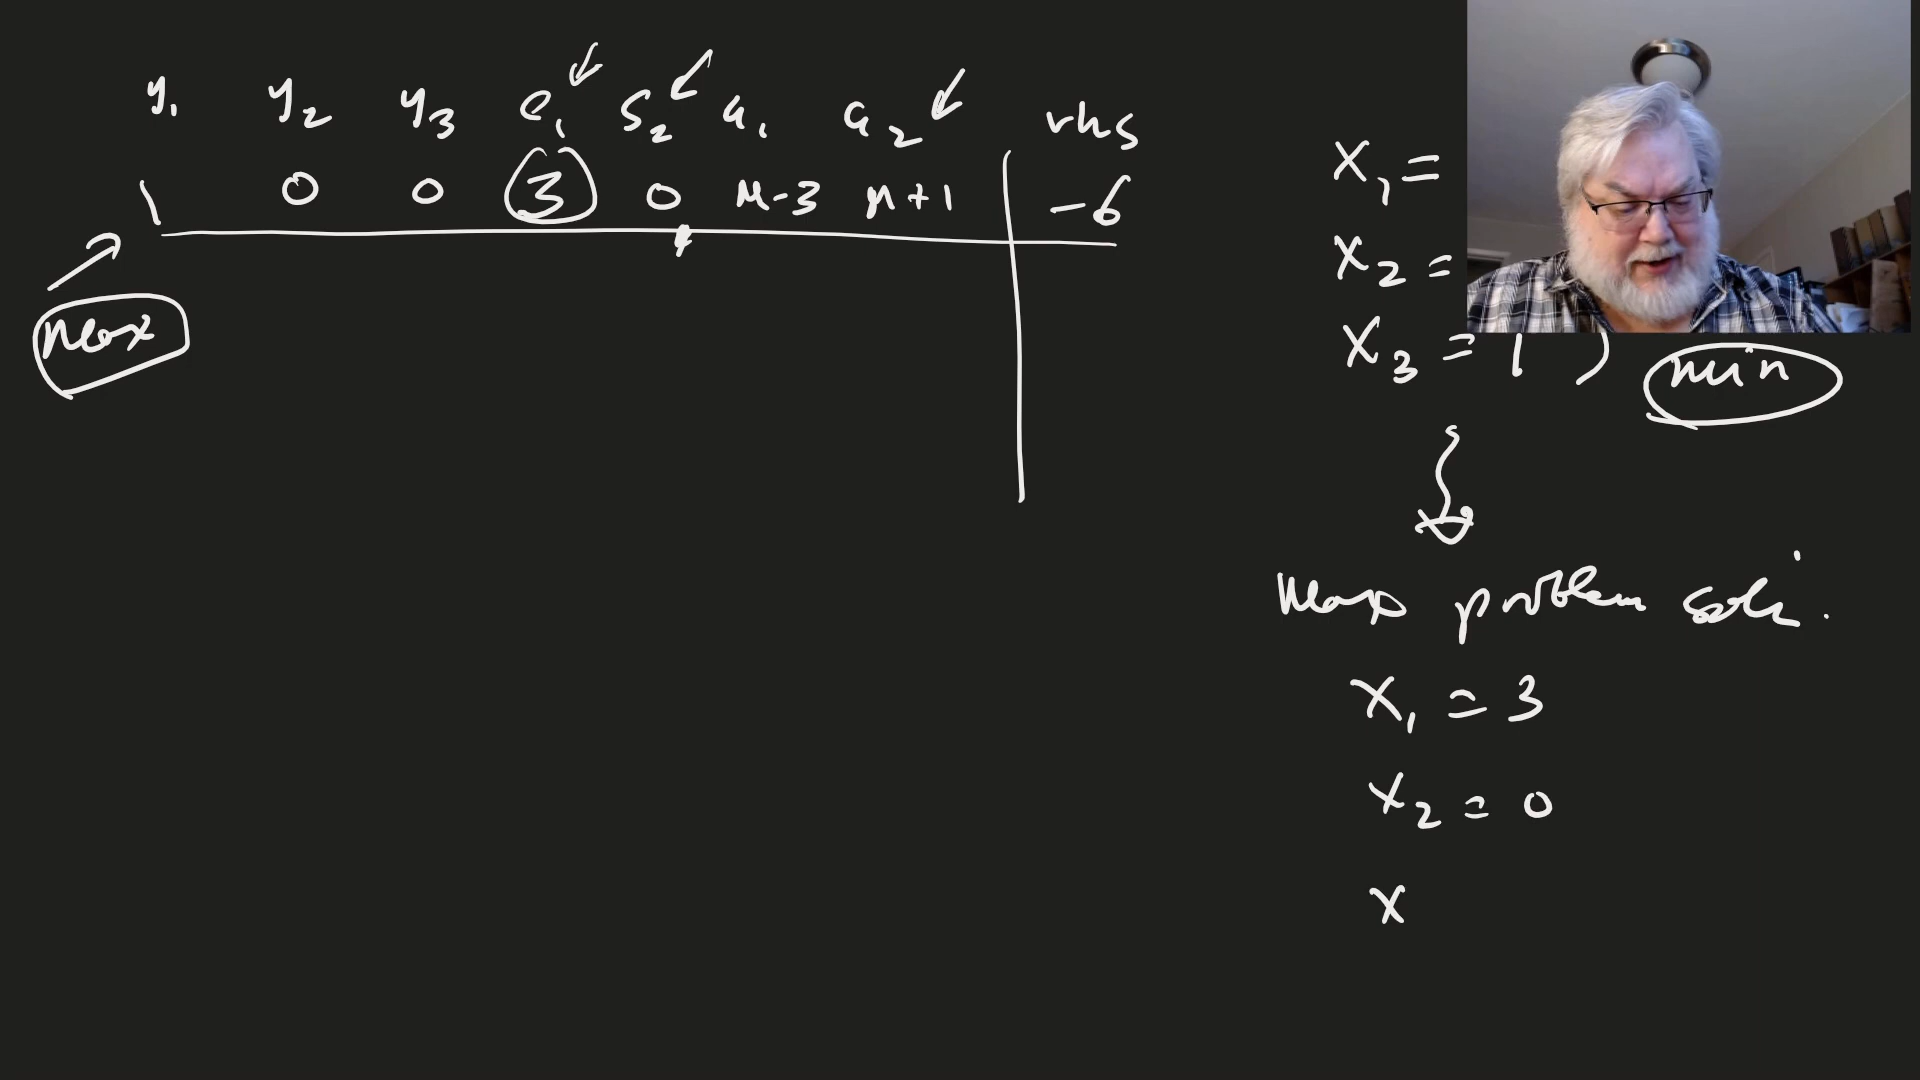 y₁ y₂ y₃ e₁ s₂ a₁ a₂ rhs
1 0 0 3 0 M-3 M+1 -6
max
x₁ =
x₂ =
x₃ = 1
min
Max problem soln.
x₁ = 3
x₂ = 0
x